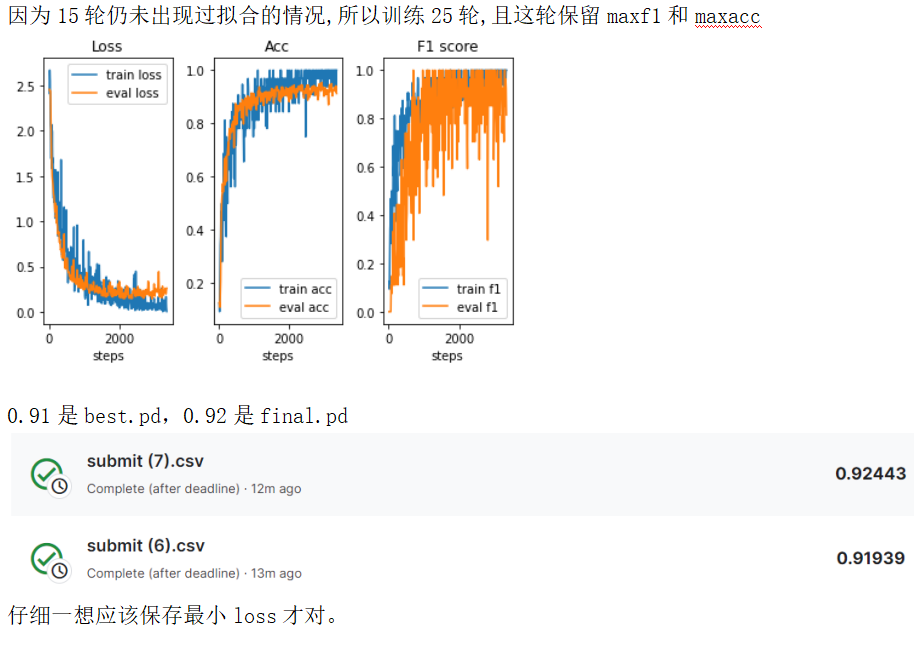 因为 15 轮仍未出现过拟合的情况,所以训练 25 轮,且这轮保留 maxf1 和 maxacc
Loss
Acc
F1 score
train loss
eval loss
2.5
2.0
1.5
1.0
0.5
0.0
0
2000
steps
1.0
0.8
0.6
0.4
0.2
train acc
eval acc
0
2000
steps
1.0
0.8
0.6
0.4
0.2
0.0
train f1
eval f1
0
2000
steps
0.91 是 best.pd，0.92 是 final.pd
submit (7).csv
0.92443
Complete (after deadline) · 12m ago
submit (6).csv
0.91939
Complete (after deadline) · 13m ago
仔细一想应该保存最小 loss 才对。